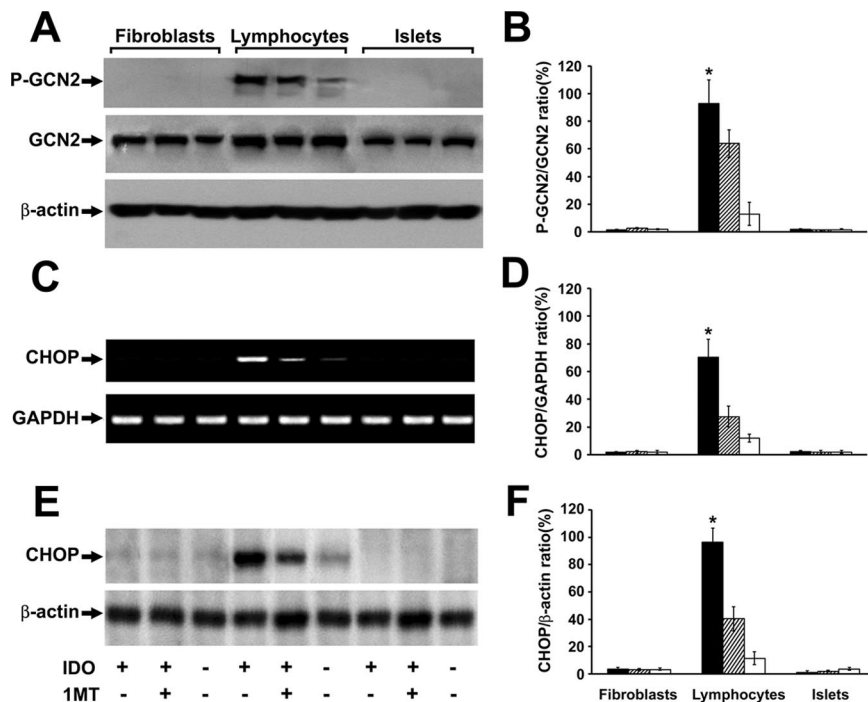 A
Fibroblasts Lymphocytes Islets
P-GCN2
GCN2
β-actin
B
P-GCN2/GCN2 ratio(%)
120
100
80
60
40
20
0
*
C
CHOP
GAPDH
D
CHOP/GAPDH ratio(%)
120
100
80
60
40
20
0
*
E
CHOP
β-actin
IDO + + - + + - + + -
1MT - + - + - + -
F
CHOP/β-actin ratio(%)
120
100
80
60
40
20
0
*
Fibroblasts Lymphocytes Islets